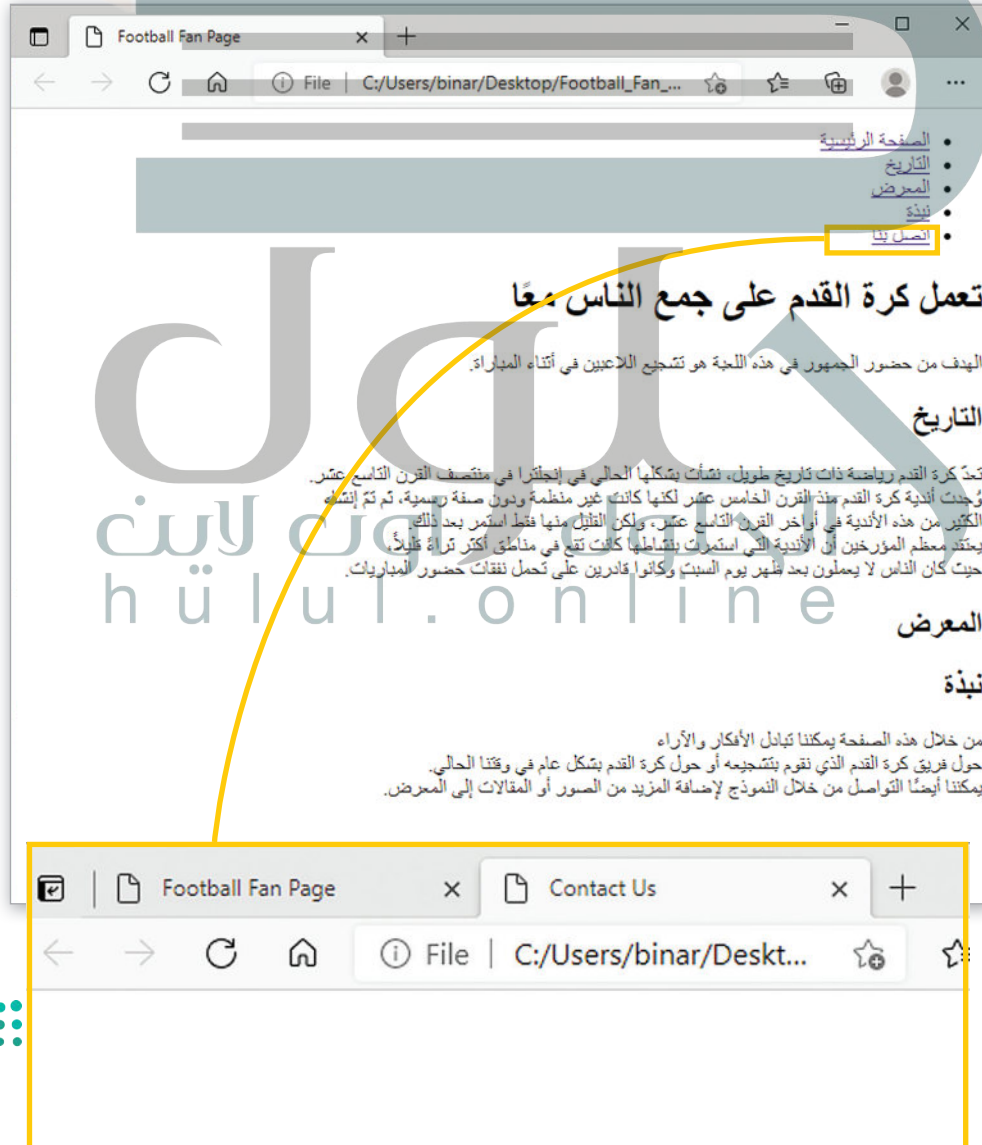 Football Fan Page
File | C:/Users/binar/Desktop/Football_Fan_...
الصفحة الرئيسية
التاريخ
المعرض
نبذة
اتصل بنا
تعمل كرة القدم على جمع الناس معًا
الهدف من حضور الجمهور في هذه اللعبة هو تشجيع اللاعبين في أثناء المباراة.
التاريخ
تعدّ كرة القدم رياضة ذات تاريخ طويل، نشأت بشكلها الحالي في إنجلترا في منتصف القرن التاسع عشر.
وُجدت أندية كرة القدم منذ القرن الخامس عشر لكنها كانت غير منظمة ودون صفة رسمية، ثم تمّ إنشاء
الكثير من هذه الأندية في أواخر القرن التاسع عشر، ولكن القليل منها فقط استمر بعد ذلك.
يعتقد معظم المؤرخين أن الأندية التي استمرت بنشاطها كانت تقع في مناطق أكثر ثراءً قليلاً،
حيث كان الناس لا يعملون بعد ظهر يوم السبت وكانوا قادرين على تحمل نفقات حضور المباريات.
المعرض
نبذة
من خلال هذه الصفحة يمكننا تبادل الأفكار والآراء
حول فريق كرة القدم الذي نقوم بتشجيعه أو حول كرة القدم بشكل عام في وقتنا الحالي.
يمكننا أيضًا التواصل من خلال النموذج لإضافة المزيد من الصور أو المقالات إلى المعرض.
حلول
الحلول اون لاين
hülul.online
Football Fan Page
Contact Us
File | C:/Users/binar/Deskt...